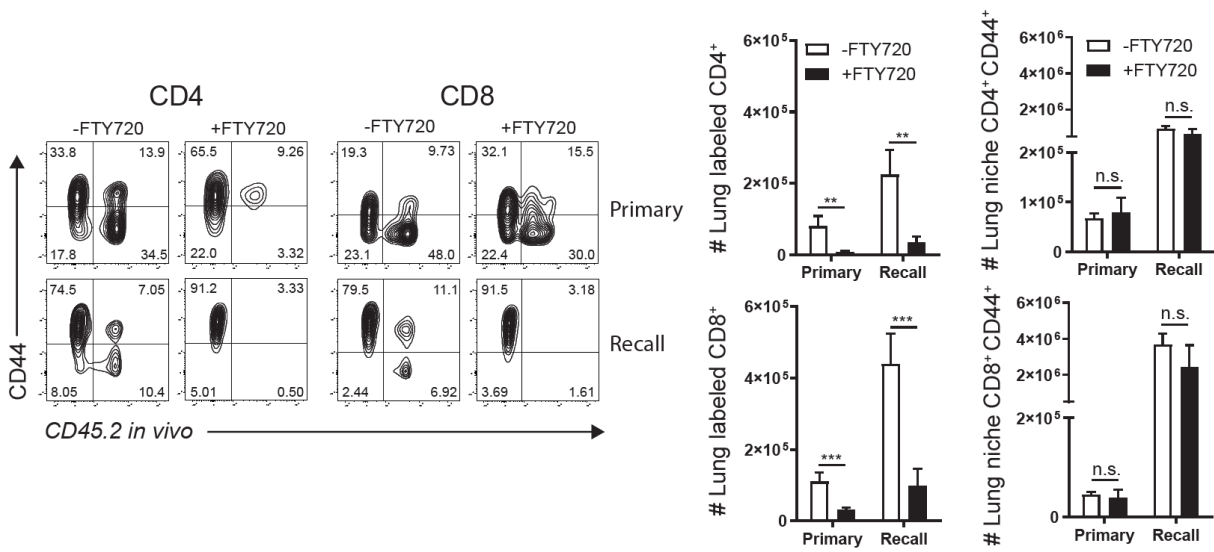 CD4
CD8
-FTY720
+FTY720
-FTY720
+FTY720
33.8
13.9
65.5
9.26
19.3
9.73
32.1
15.5
Primary
17.8
34.5
22.0
3.32
23.1
48.0
22.4
30.0
74.5
7.05
91.2
3.33
79.5
11.1
91.5
3.18
Recall
8.05
10.4
5.01
0.50
2.44
6.92
3.69
1.61
CD44
CD45.2 in vivo
# Lung labeled CD4⁺
6×10⁵
4×10⁵
2×10⁵
0
-FTY720
+FTY720
**
**
Primary
Recall
# Lung niche CD4⁺ CD44⁺
6×10⁶
4×10⁶
2×10⁶
2×10⁵
1×10⁵
0
-FTY720
+FTY720
n.s.
n.s.
Primary
Recall
# Lung labeled CD8⁺
6×10⁵
4×10⁵
2×10⁵
0
***
***
Primary
Recall
# Lung niche CD8⁺ CD44⁺
6×10⁶
4×10⁶
2×10⁶
2×10⁵
0
n.s.
n.s.
Primary
Recall